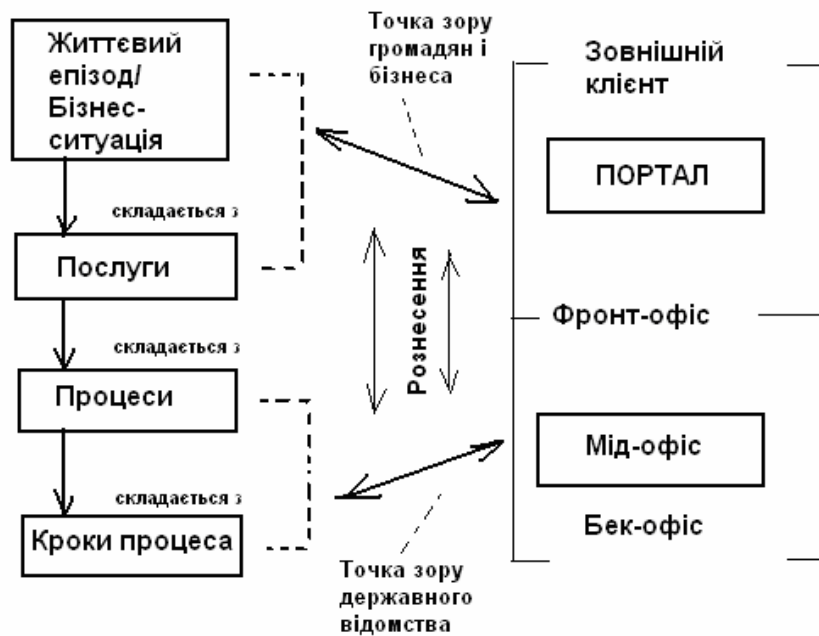 Життєвий
епізод/
Бізнес-
ситуація
складається з
Послуги
складається з
Процеси
складається з
Кроки процеса
Точка зору
громадян і
бізнеса
Рознесення
Точка зору
державного
відомства
Зовнішній
клієнт
ПОРТАЛ
Фронт-офіс
Мід-офіс
Бек-офіс